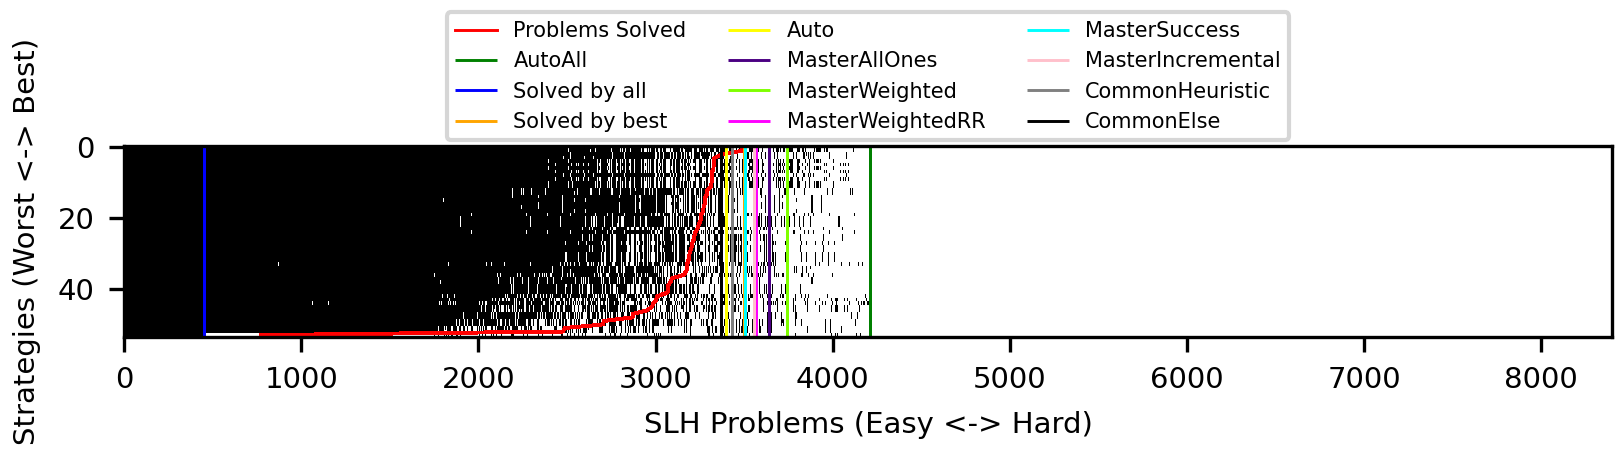 Problems Solved
AutoAll
Solved by all
Solved by best
Auto
MasterAllOnes
MasterWeighted
MasterWeightedRR
MasterSuccess
MasterIncremental
CommonHeuristic
CommonElse
Strategies (Worst <-> Best)
0
20
40
0 1000 2000 3000 4000 5000 6000 7000 8000
SLH Problems (Easy <-> Hard)